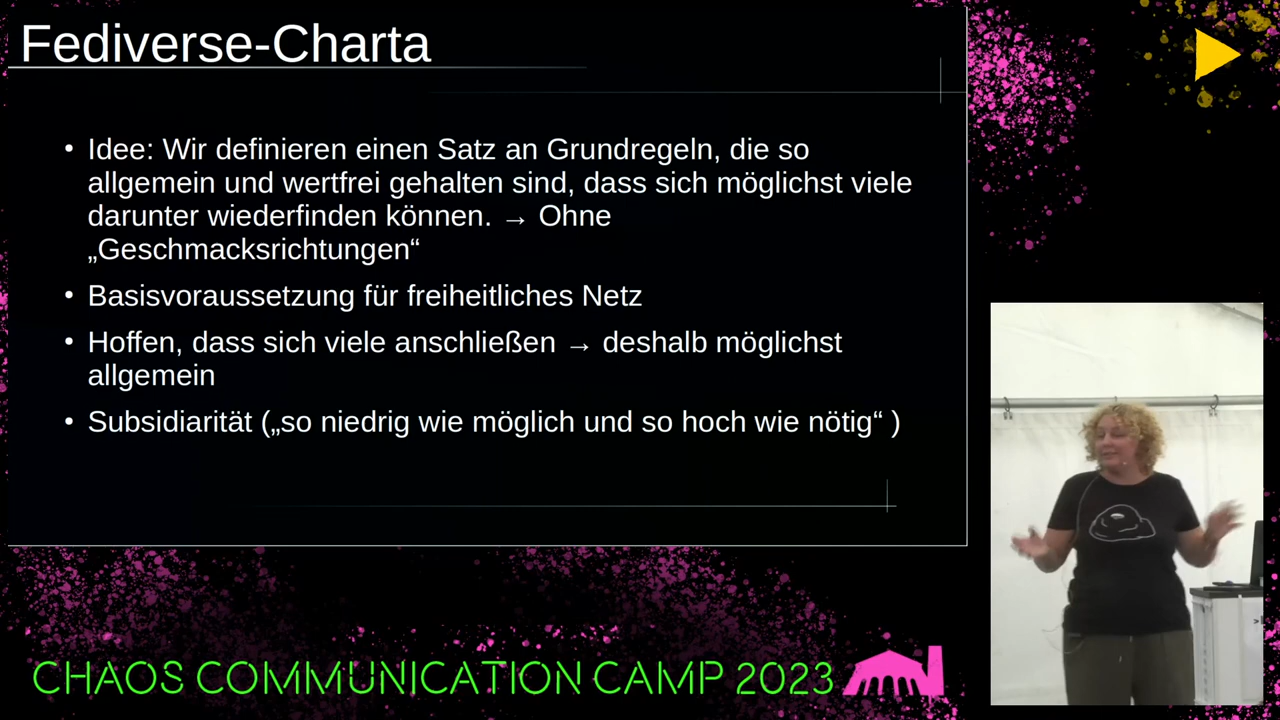 Fediverse-Charta
• Idee: Wir definieren einen Satz an Grundregeln, die so
allgemein und wertfrei gehalten sind, dass sich möglichst viele
darunter wiederfinden können. → Ohne
„Geschmacksrichtungen“
• Basisvoraussetzung für freiheitliches Netz
• Hoffen, dass sich viele anschließen → deshalb möglichst
allgemein
• Subsidiarität („so niedrig wie möglich und so hoch wie nötig“ )
CHAOS COMMUNICATION CAMP 2023